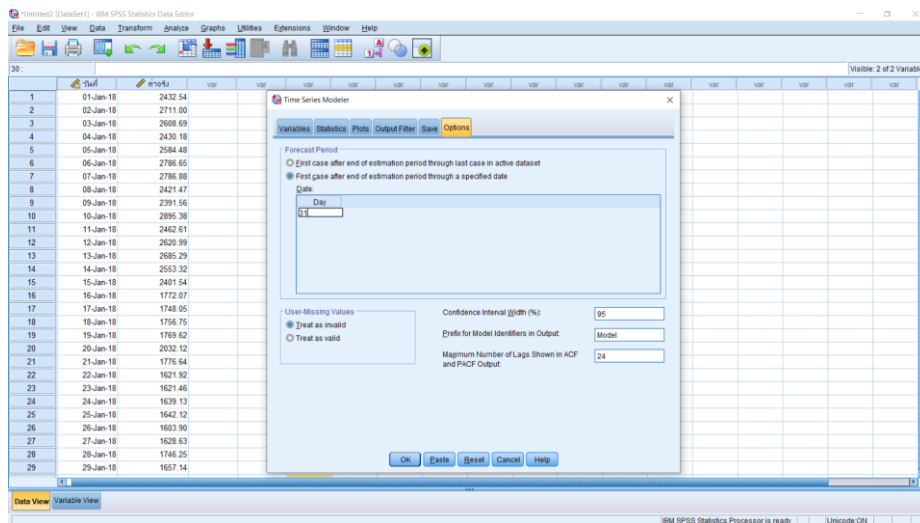 *Untitled2 [DataSet1] - IBM SPSS Statistics Data Editor
File Edit View Data Transform Analyze Graphs Utilities Extensions Window Help
30 :
Visible: 2 of 2 Variabl
วันที่ ค่าจริง var var var var var var var var var var var var var var var var
1 01-Jan-18 2432.54
2 02-Jan-18 2711.00
3 03-Jan-18 2608.69
4 04-Jan-18 2430.18
5 05-Jan-18 2584.48
6 06-Jan-18 2786.65
7 07-Jan-18 2786.88
8 08-Jan-18 2421.47
9 09-Jan-18 2391.56
10 10-Jan-18 2895.38
11 11-Jan-18 2462.61
12 12-Jan-18 2620.99
13 13-Jan-18 2685.29
14 14-Jan-18 2553.32
15 15-Jan-18 2401.54
16 16-Jan-18 1772.07
17 17-Jan-18 1748.05
18 18-Jan-18 1756.75
19 19-Jan-18 1769.62
20 20-Jan-18 2032.12
21 21-Jan-18 1776.64
22 22-Jan-18 1621.92
23 23-Jan-18 1621.46
24 24-Jan-18 1639.13
25 25-Jan-18 1642.12
26 26-Jan-18 1603.90
27 27-Jan-18 1628.63
28 28-Jan-18 1746.25
29 29-Jan-18 1657.14
Time Series Modeler
Variables Statistics Plots Output Filter Save Options
Forecast Period
First case after end of estimation period through last case in active dataset
First case after end of estimation period through a specified date
Date:
Day
31
User-Missing Values
Treat as invalid
Treat as valid
Confidence Interval Width (%): 95
Prefix for Model Identifiers in Output: Model
Maximum Number of Lags Shown in ACF
and PACF Output: 24
OK Paste Reset Cancel Help
Data View Variable View
IBM SPSS Statistics Processor is ready Unicode:ON